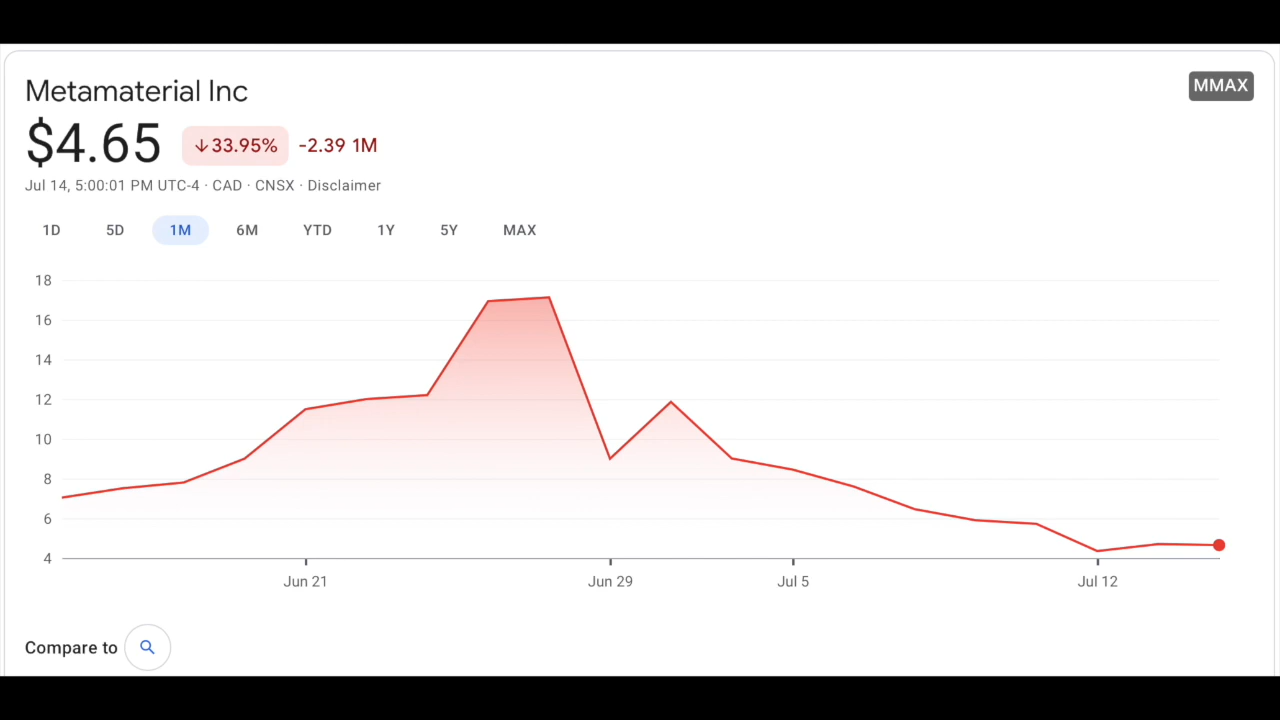 Metamaterial Inc
MMAX
$4.65 ↓33.95% -2.39 1M
Jul 14, 5:00:01 PM UTC-4 · CAD · CNSX · Disclaimer
1D 5D 1M 6M YTD 1Y 5Y MAX
18
16
14
12
10
8
6
4
Jun 21 Jun 29 Jul 5 Jul 12
Compare to